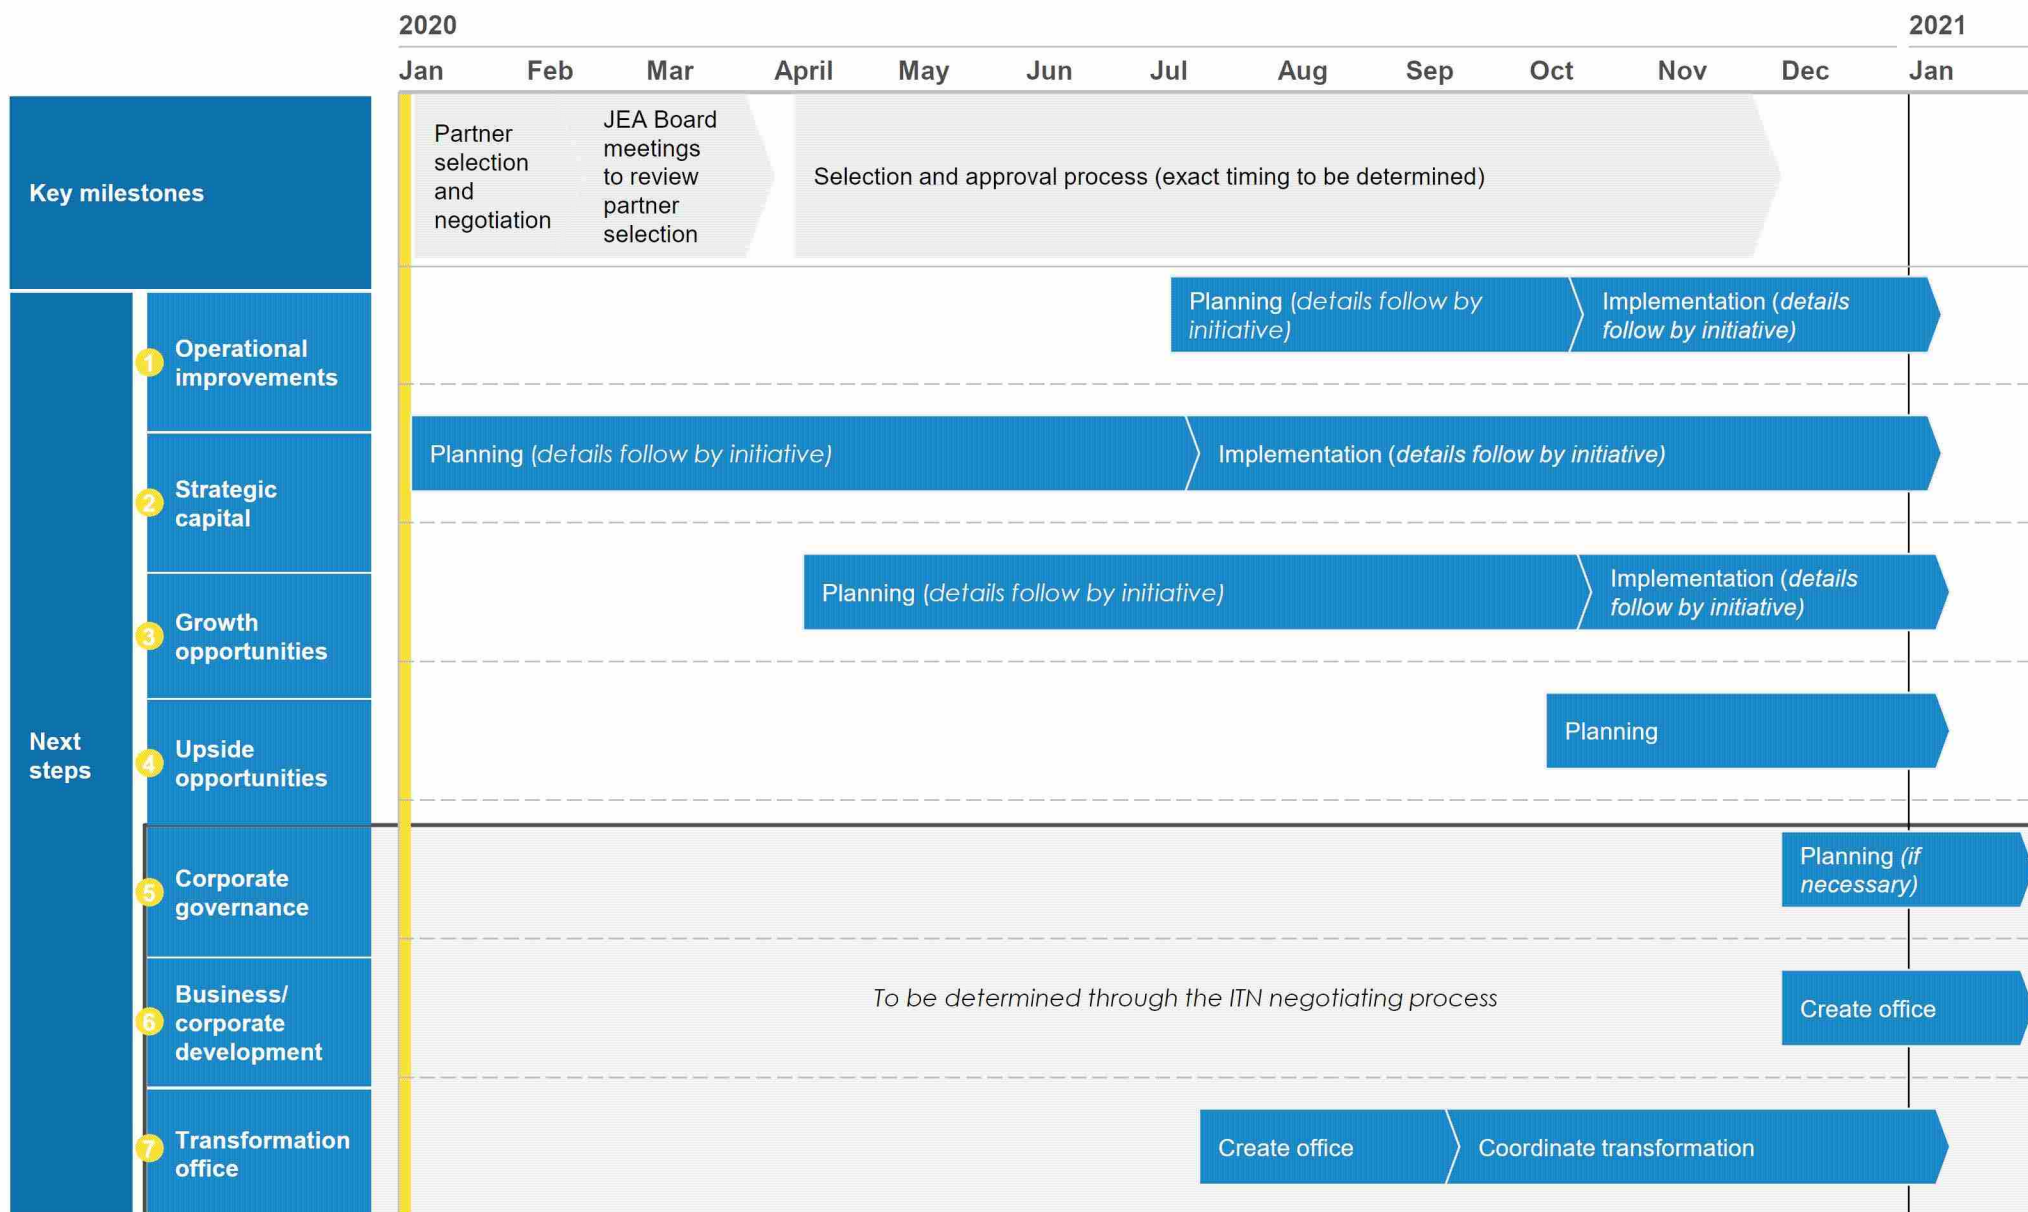 2020
2021
Jan
Feb
Mar
April
May
Jun
Jul
Aug
Sep
Oct
Nov
Dec
Jan
Key milestones
Partner
selection
and
negotiation
JEA Board
meetings
to review
partner
selection
Selection and approval process (exact timing to be determined)
Next
steps
1
Operational
improvements
Planning (details follow by
initiative)
Implementation (details
follow by initiative)
2
Strategic
capital
Planning (details follow by initiative)
Implementation (details follow by initiative)
3
Growth
opportunities
Planning (details follow by initiative)
Implementation (details
follow by initiative)
4
Upside
opportunities
Planning
5
Corporate
governance
Planning (if
necessary)
6
Business/
corporate
development
To be determined through the ITN negotiating process
Create office
7
Transformation
office
Create office
Coordinate transformation